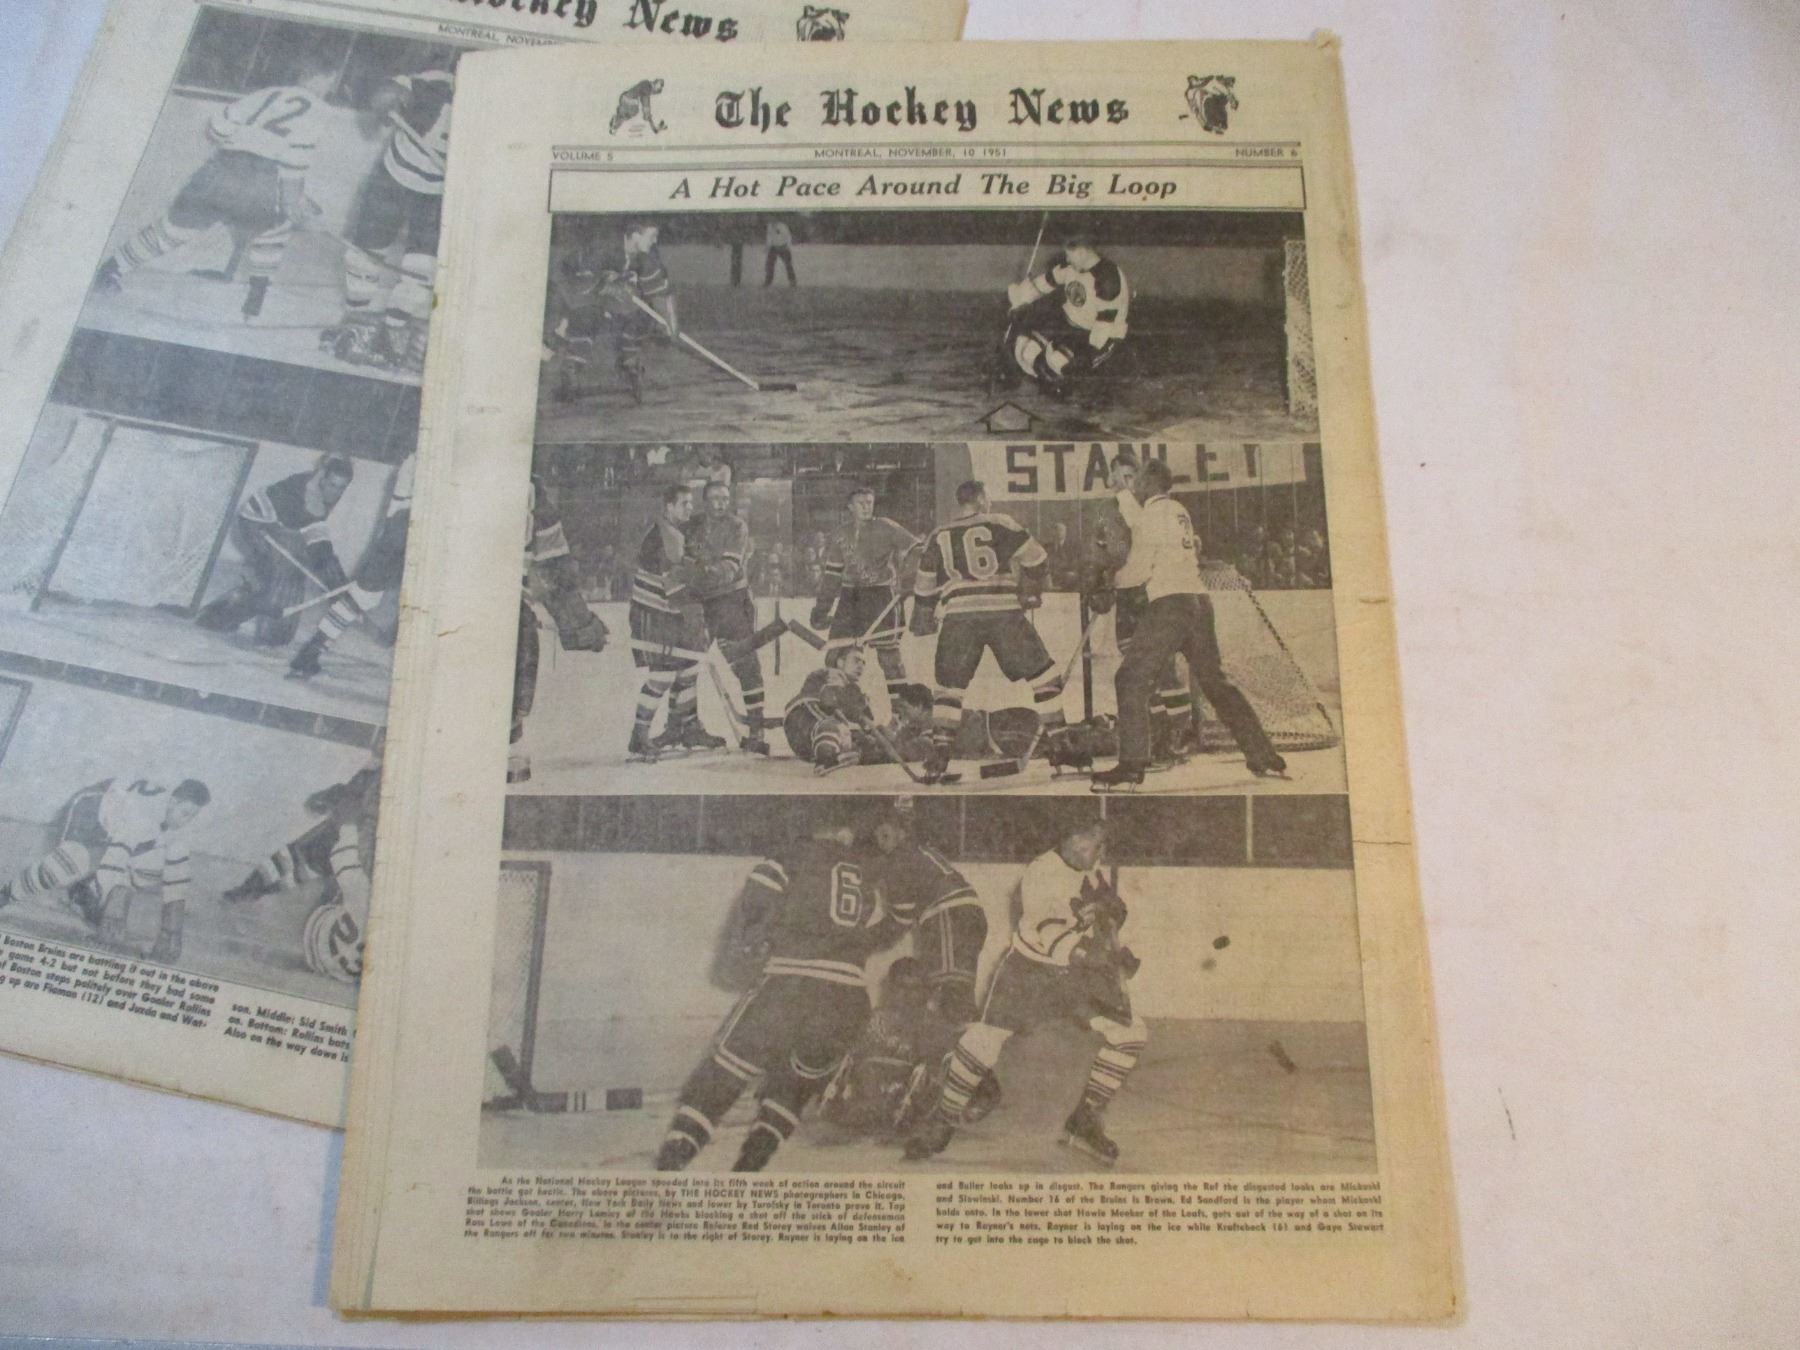 Hockey News
MONTREAL, NOVEM
12
2
2
Boston Bruins are battling it out in the above
game 4-2 but not before they had some
of Boston steps politely over Goaler Rollins
g up are Flaman (12) and Juzda and Wat-
son. Middle: Sid Smith
on. Bottom: Rollins bats
Also on the way down is
The Hockey News
VOLUME 5 MONTREAL, NOVEMBER, 10 1951 NUMBER 6
A Hot Pace Around The Big Loop
STANLEY
16
6
As the National Hockey League speeded into its fifth week of action around the circuit
the battle got hectic. The above pictures, by THE HOCKEY NEWS photographers in Chicago,
Billings Jackson, center, New York Daily News and lower by Turofsky in Toronto prove it. Top
shot shows Goaler Harry Lumley of the Hawks blocking a shot off the stick of defenseman
Ross Lowe of the Canadiens. In the center picture Referee Red Storey waives Allan Stanley of
the Rangers off for two minutes. Stanley is to the right of Storey. Rayner is laying on the ice
and Buller looks up in disgust. The Rangers giving the Ref the disgusted looks are Mickoski
and Slowinski. Number 16 of the Bruins is Brown. Ed Sandford is the player whom Mickoski
holds onto. In the lower shot Howie Meeker of the Leafs, gets out of the way of a shot on its
way to Rayner's nets. Rayner is laying on the ice while Kraftcheck (6) and Gaye Stewart
try to get into the cage to block the shot.